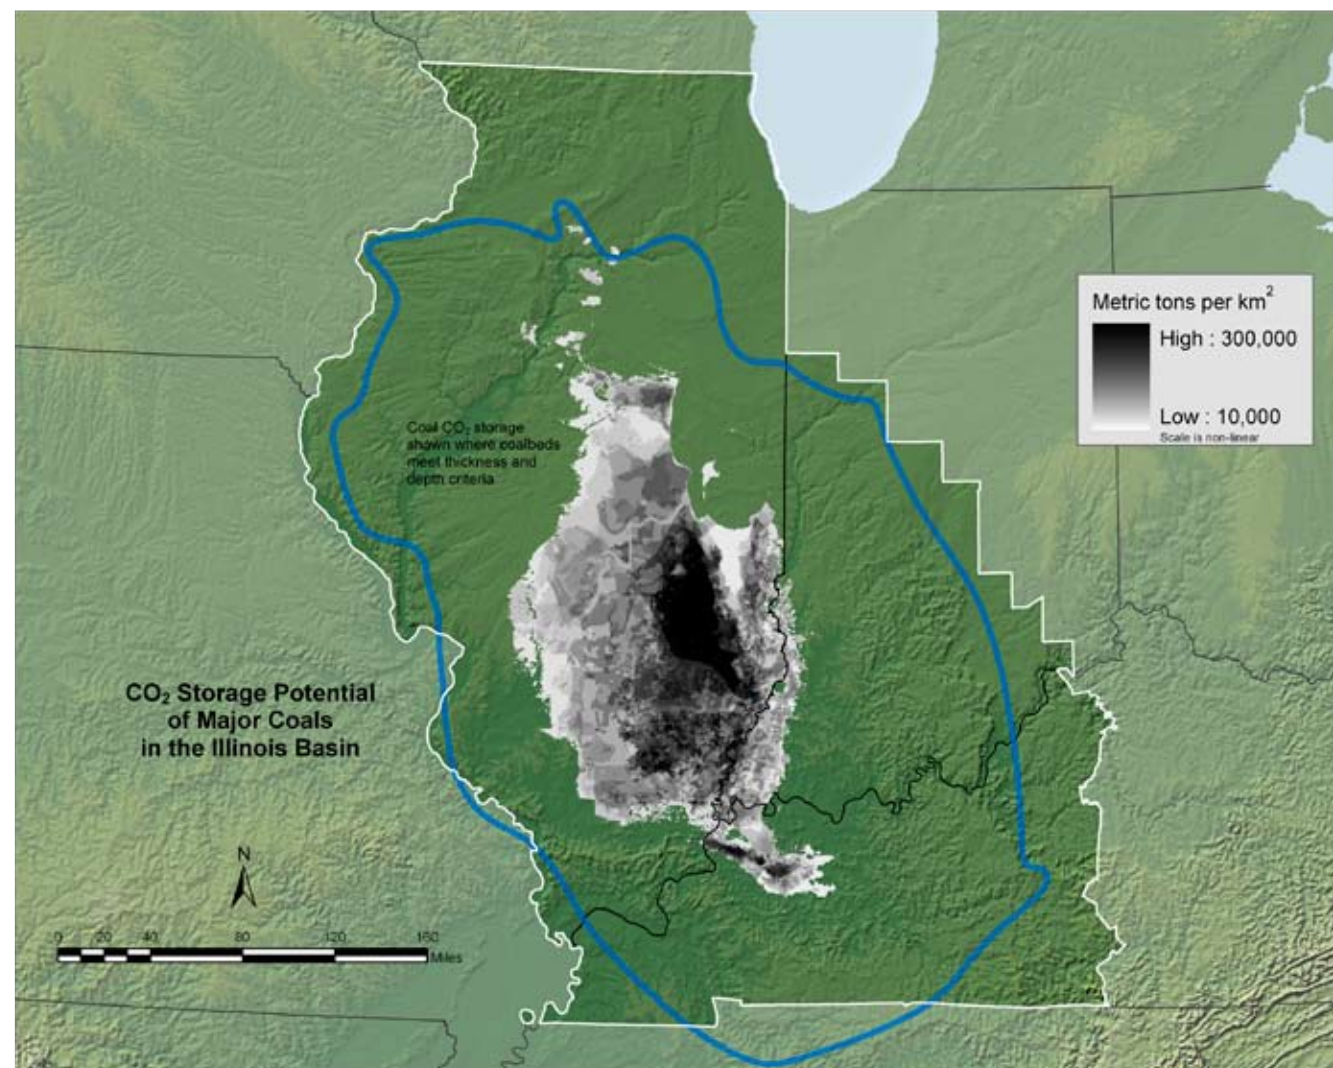 Metric tons per km²
High : 300,000
Low : 10,000
Scale is non-linear
Coal CO₂ storage
shown where coalbeds
meet thickness and
depth criteria
CO₂ Storage Potential
of Major Coals
in the Illinois Basin
N
0 20 40 80 120 160
Miles